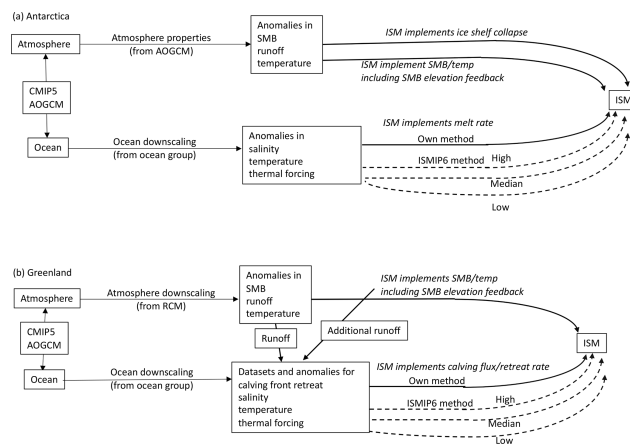 (a) Antarctica
Atmosphere
Atmosphere properties
(from AOGCM)
Anomalies in
SMB
runoff
temperature
ISM implements ice shelf collapse
ISM implement SMB/temp
including SMB elevation feedback
CMIP5
AOGCM
ISM
Ocean
Ocean downscaling
(from ocean group)
Anomalies in
salinity
temperature
thermal forcing
ISM implements melt rate
Own method
ISMIP6 method
High
Median
Low
(b) Greenland
Atmosphere
Atmosphere downscaling
(from RCM)
Anomalies in
SMB
runoff
temperature
ISM implements SMB/temp
including SMB elevation feedback
CMIP5
AOGCM
Runoff
Additional runoff
ISM
Ocean
Ocean downscaling
(from ocean group)
Datasets and anomalies for
calving front retreat
salinity
temperature
thermal forcing
ISM implements calving flux/retreat rate
Own method
ISMIP6 method
High
Median
Low